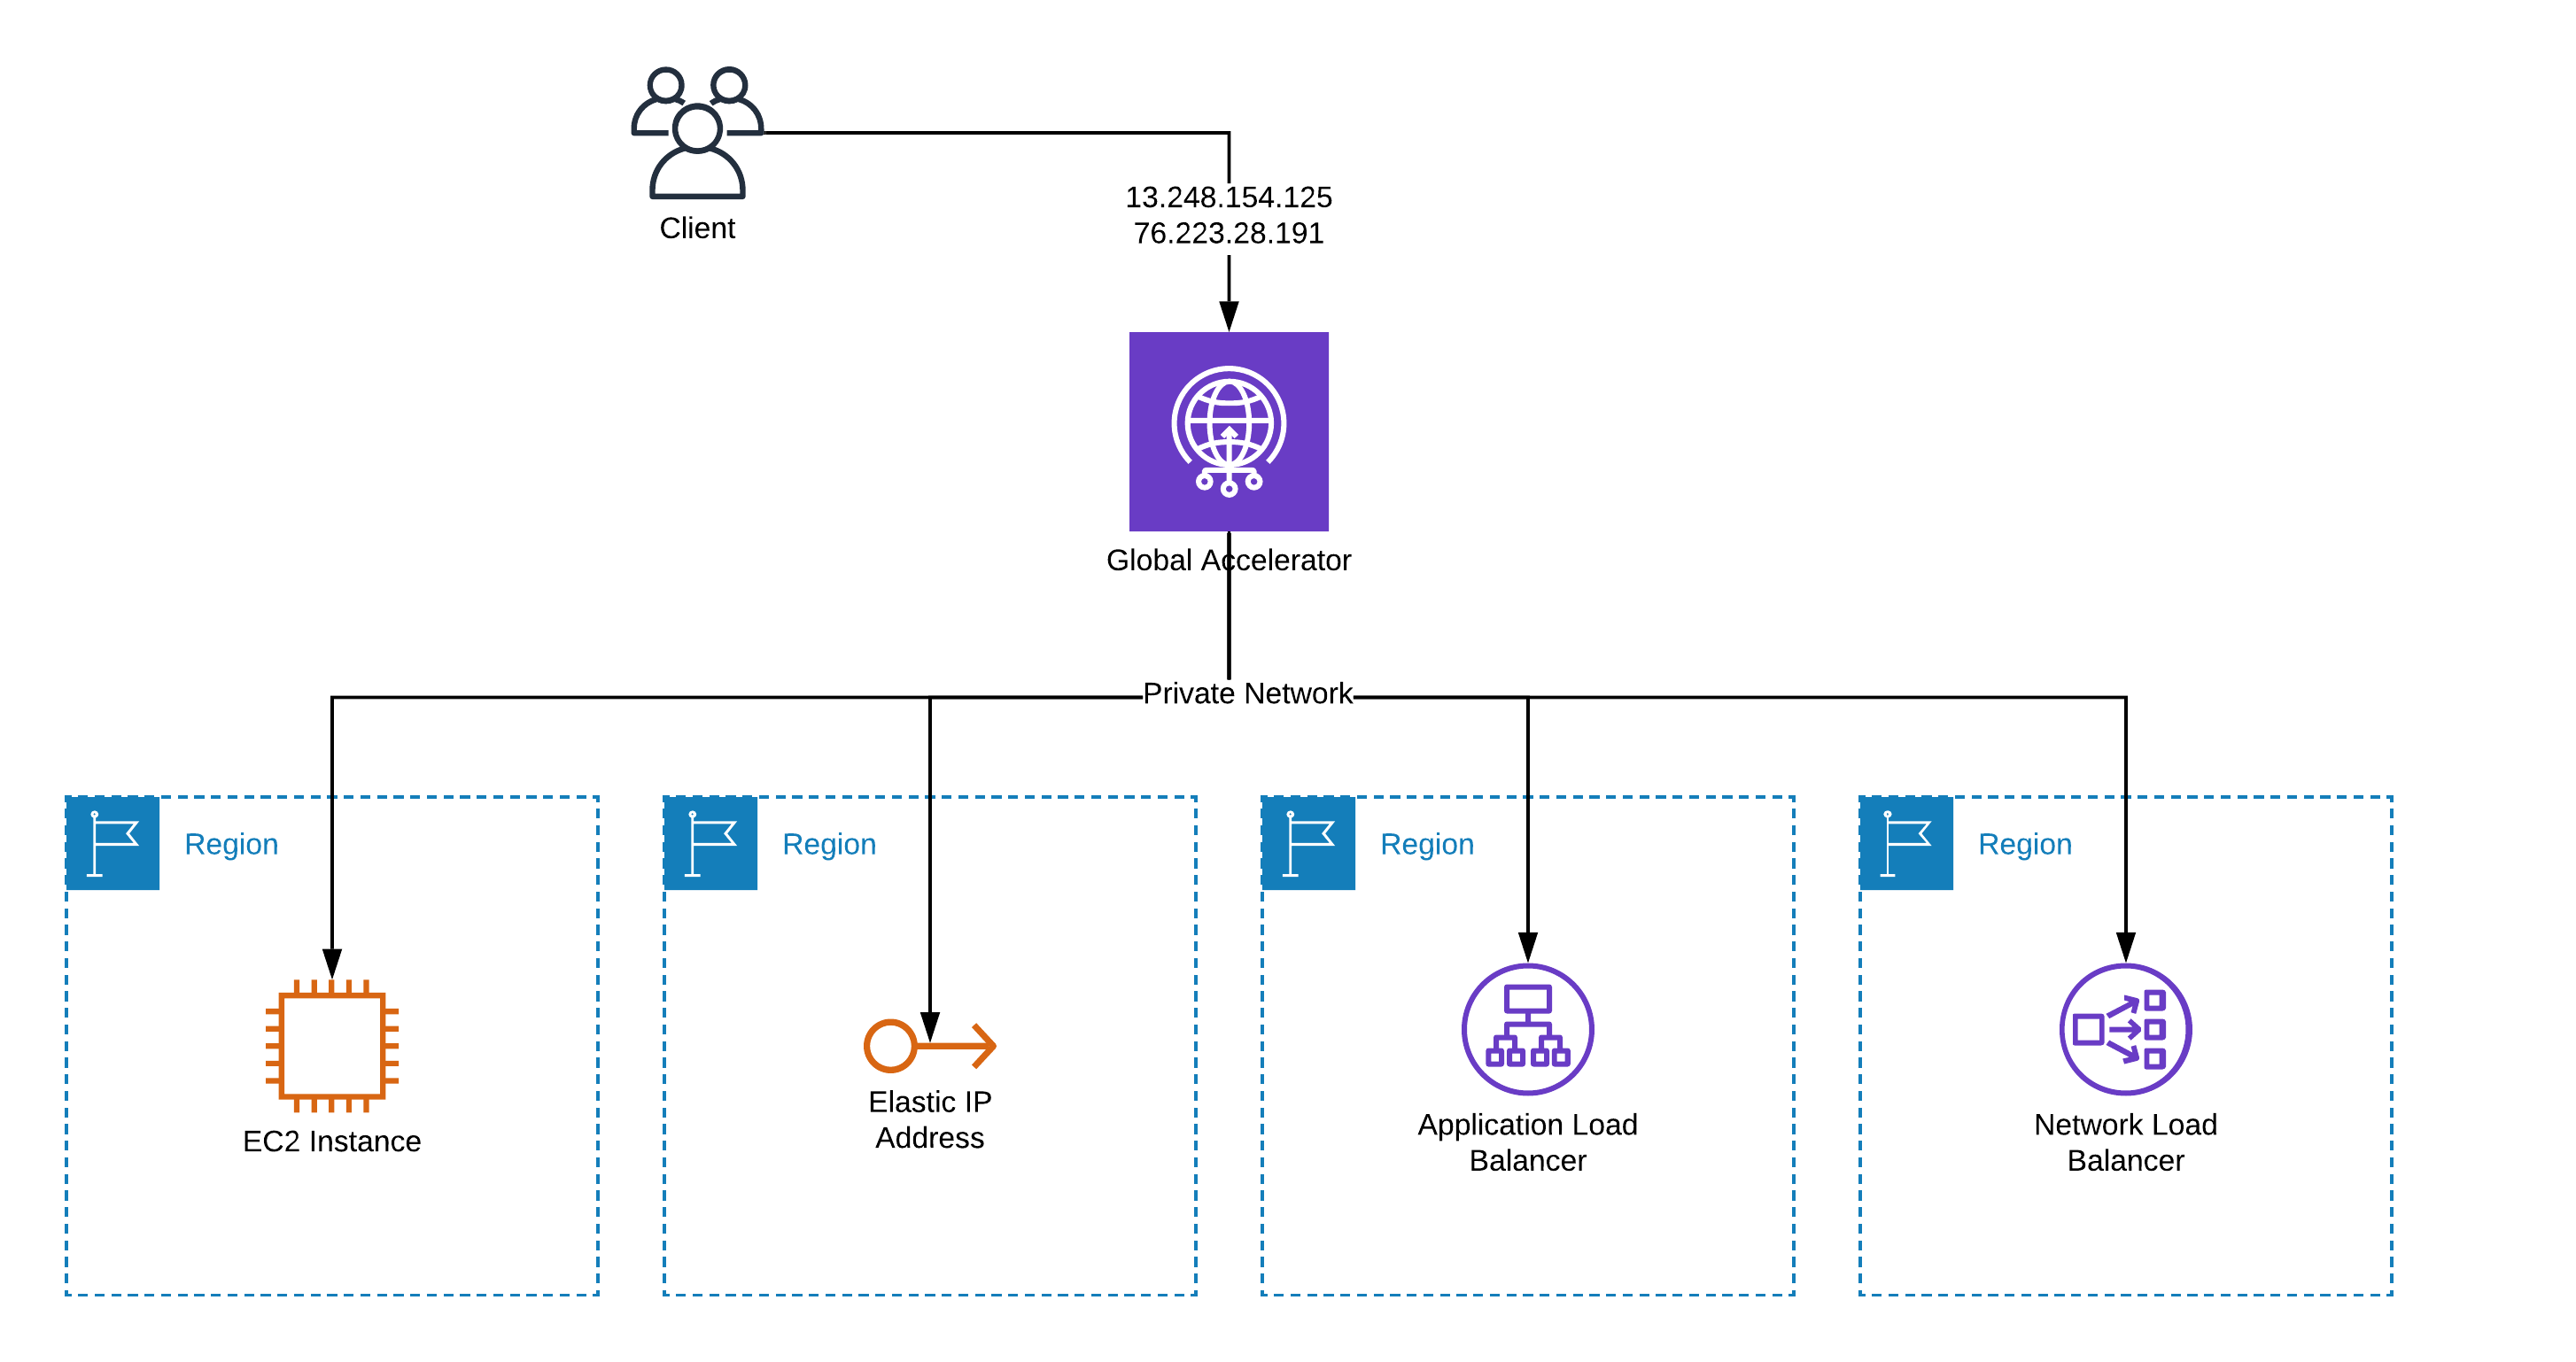 Client
13.248.154.125
76.223.28.191
Global Accelerator
Private Network
Region
Region
Region
Region
EC2 Instance
Elastic IP
Address
Application Load
Balancer
Network Load
Balancer